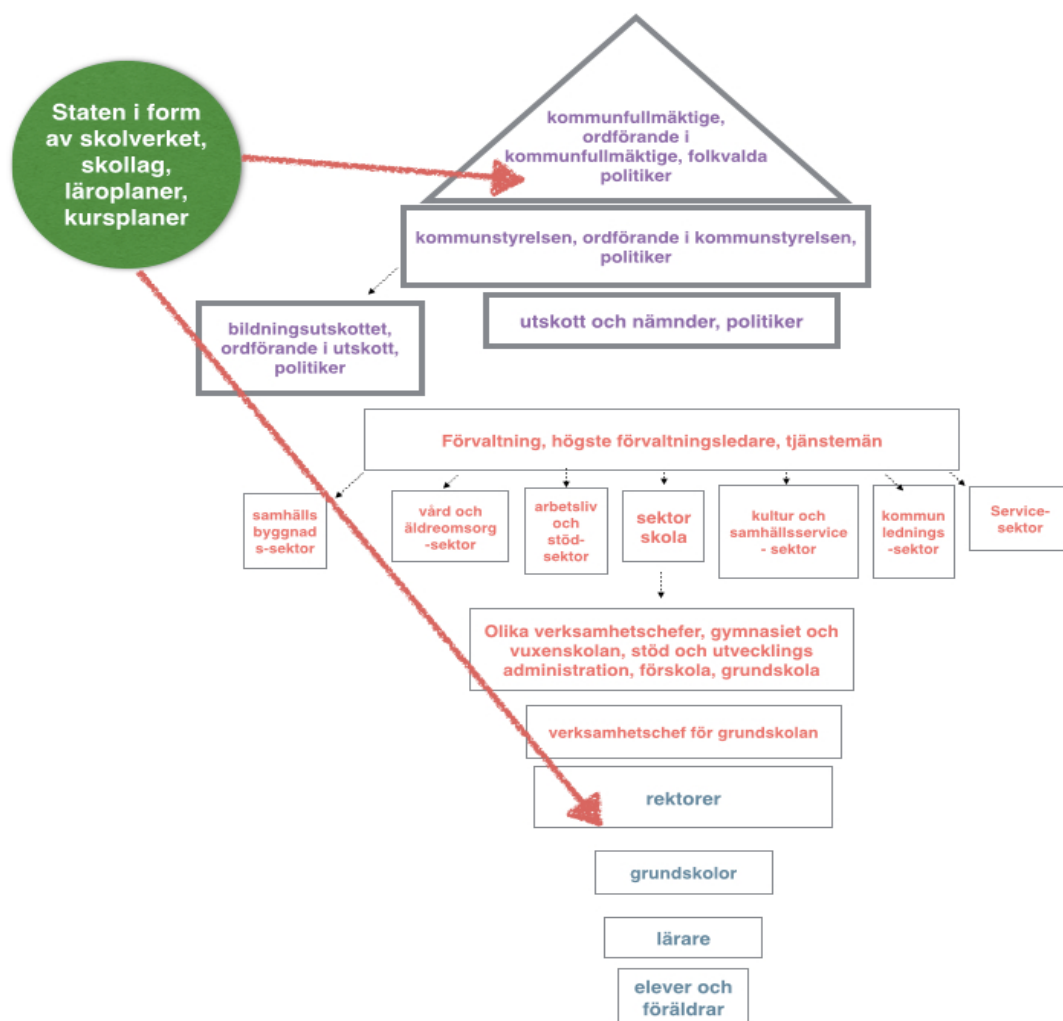 Staten i form
av skolverket,
skollag,
läroplaner,
kursplaner
kommunfullmäktige,
ordförande i
kommunfullmäktige, folkvalda
politiker
kommunstyrelsen, ordförande i kommunstyrelsen,
politiker
bildningsutskottet,
ordförande i utskott,
politiker
utskott och nämnder, politiker
Förvaltning, högste förvaltningsledare, tjänstemän
samhälls
byggnad
s-sektor
vård och
äldreomsorg
-sektor
arbetsliv
och
stöd-
sektor
sektor
skola
kultur och
samhällsservice
- sektor
kommun
lednings
-sektor
Service-
sektor
Olika verksamhetschefer, gymnasiet och
vuxenskolan, stöd och utvecklings
administration, förskola, grundskola
verksamhetschef för grundskolan
rektorer
grundskolor
lärare
elever och
föräldrar